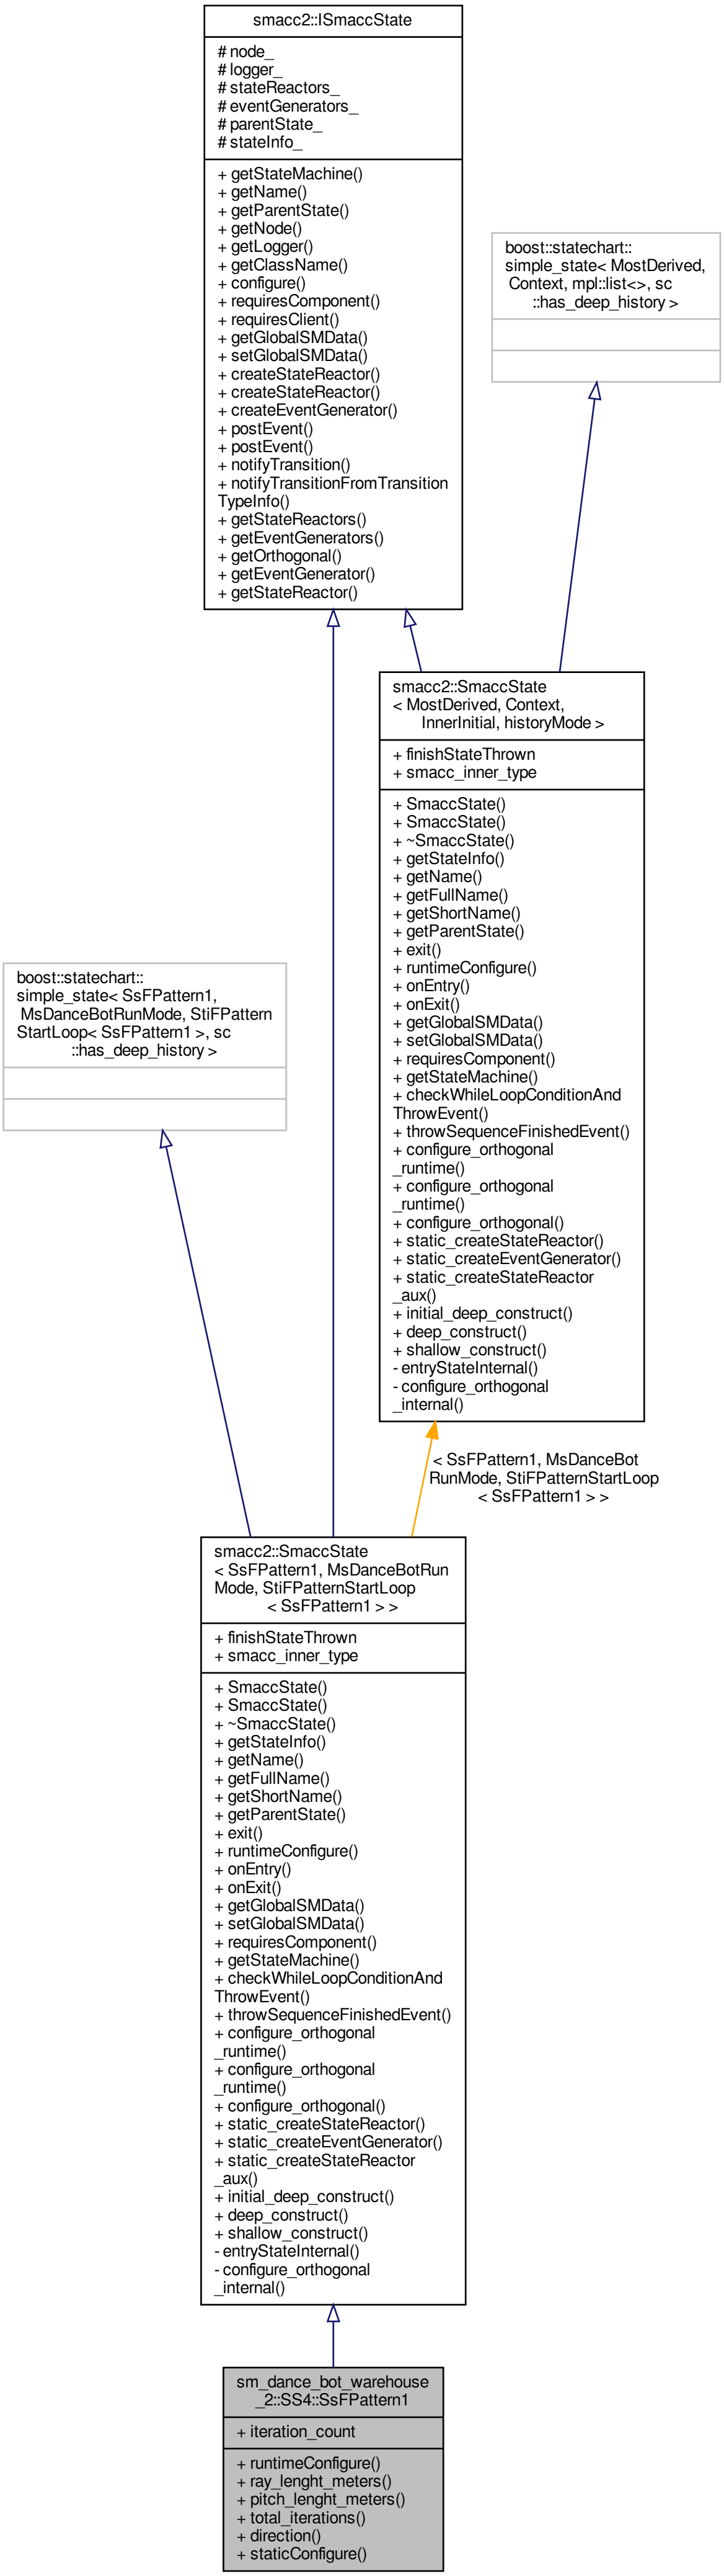 smacc2::ISmaccState
# node_
# logger_
# stateReactors_
# eventGenerators_
# parentState_
# stateInfo_
+ getStateMachine()
+ getName()
+ getParentState()
+ getNode()
+ getLogger()
+ getClassName()
+ configure()
+ requiresComponent()
+ requiresClient()
+ getGlobalSMData()
+ setGlobalSMData()
+ createStateReactor()
+ createStateReactor()
+ createEventGenerator()
+ postEvent()
+ postEvent()
+ notifyTransition()
+ notifyTransitionFromTransition
TypeInfo()
+ getStateReactors()
+ getEventGenerators()
+ getOrthogonal()
+ getEventGenerator()
+ getStateReactor()
boost::statechart::
simple_state< MostDerived,
Context, mpl::list<>, sc
::has_deep_history >
smacc2::SmaccState
< MostDerived, Context,
InnerInitial, historyMode >
+ finishStateThrown
+ smacc_inner_type
+ SmaccState()
+ SmaccState()
+ ~SmaccState()
+ getStateInfo()
+ getName()
+ getFullName()
+ getShortName()
+ getParentState()
+ exit()
+ runtimeConfigure()
+ onEntry()
+ onExit()
+ getGlobalSMData()
+ setGlobalSMData()
+ requiresComponent()
+ getStateMachine()
+ checkWhileLoopConditionAnd
ThrowEvent()
+ throwSequenceFinishedEvent()
+ configure_orthogonal
_runtime()
+ configure_orthogonal
_runtime()
+ configure_orthogonal()
+ static_createStateReactor()
+ static_createEventGenerator()
+ static_createStateReactor
_aux()
+ initial_deep_construct()
+ deep_construct()
+ shallow_construct()
- entryStateInternal()
- configure_orthogonal
_internal()
boost::statechart::
simple_state< SsFPattern1,
MsDanceBotRunMode, StiFPattern
StartLoop< SsFPattern1 >, sc
::has_deep_history >
< SsFPattern1, MsDanceBot
RunMode, StiFPatternStartLoop
< SsFPattern1 > >
smacc2::SmaccState
< SsFPattern1, MsDanceBotRun
Mode, StiFPatternStartLoop
< SsFPattern1 > >
+ finishStateThrown
+ smacc_inner_type
+ SmaccState()
+ SmaccState()
+ ~SmaccState()
+ getStateInfo()
+ getName()
+ getFullName()
+ getShortName()
+ getParentState()
+ exit()
+ runtimeConfigure()
+ onEntry()
+ onExit()
+ getGlobalSMData()
+ setGlobalSMData()
+ requiresComponent()
+ getStateMachine()
+ checkWhileLoopConditionAnd
ThrowEvent()
+ throwSequenceFinishedEvent()
+ configure_orthogonal
_runtime()
+ configure_orthogonal
_runtime()
+ configure_orthogonal()
+ static_createStateReactor()
+ static_createEventGenerator()
+ static_createStateReactor
_aux()
+ initial_deep_construct()
+ deep_construct()
+ shallow_construct()
- entryStateInternal()
- configure_orthogonal
_internal()
sm_dance_bot_warehouse
_2::SS4::SsFPattern1
+ iteration_count
+ runtimeConfigure()
+ ray_lenght_meters()
+ pitch_lenght_meters()
+ total_iterations()
+ direction()
+ staticConfigure()